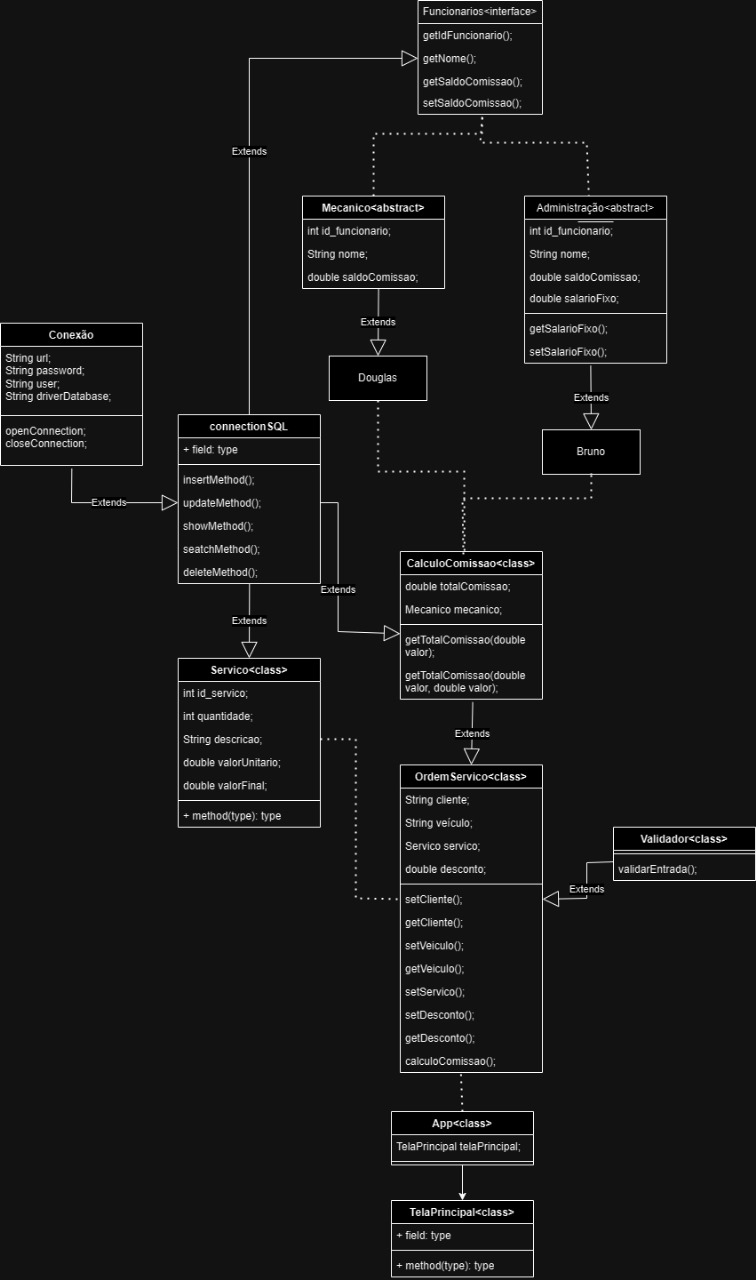 Funcionarios<interface>
getIdFuncionario();
getNome();
getSaldoComissao();
setSaldoComissao();
Extends
Mecanico<abstract>
int id_funcionario;
String nome;
double saldoComissao;
Administração<abstract>
int id_funcionario;
String nome;
double saldoComissao;
double salarioFixo;
getSalarioFixo();
setSalarioFixo();
Extends
Douglas
Extends
Bruno
Conexão
String url;
String password;
String user;
String driverDatabase;
openConnection;
closeConnection;
Extends
connectionSQL
+ field: type
insertMethod();
updateMethod();
showMethod();
seatchMethod();
deleteMethod();
Extends
Extends
CalculoComissao<class>
double totalComissao;
Mecanico mecanico;
getTotalComissao(double
valor);
getTotalComissao(double
valor, double valor);
Servico<class>
int id_servico;
int quantidade;
String descricao;
double valorUnitario;
double valorFinal;
+ method(type): type
Extends
OrdemServico<class>
String cliente;
String veículo;
Servico servico;
double desconto;
setCliente();
getCliente();
setVeiculo();
getVeiculo();
setServico();
setDesconto();
getDesconto();
calculoComissao();
Validador<class>
validarEntrada();
Extends
App<class>
TelaPrincipal telaPrincipal;
TelaPrincipal<class>
+ field: type
+ method(type): type